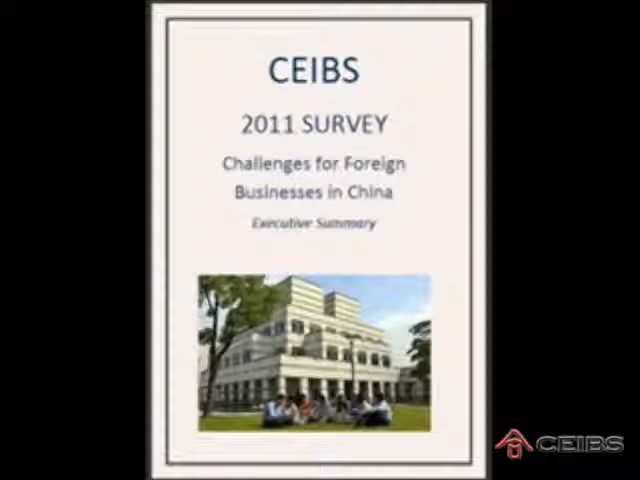 CEIBS
2011 SURVEY
Challenges for Foreign
Businesses in China
Executive Summary
CEIBS